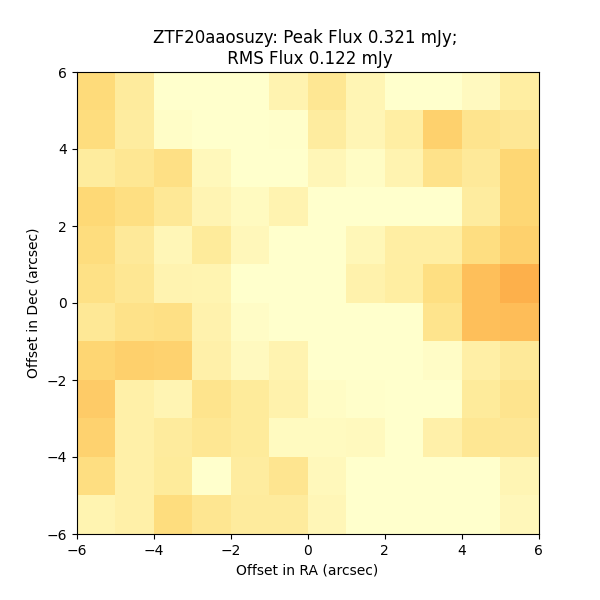 ZTF20aaosuzy: Peak Flux 0.321 mJy;
RMS Flux 0.122 mJy
6
4
2
0
−2
−4
−6
Offset in Dec (arcsec)
−6 −4 −2 0 2 4 6
Offset in RA (arcsec)